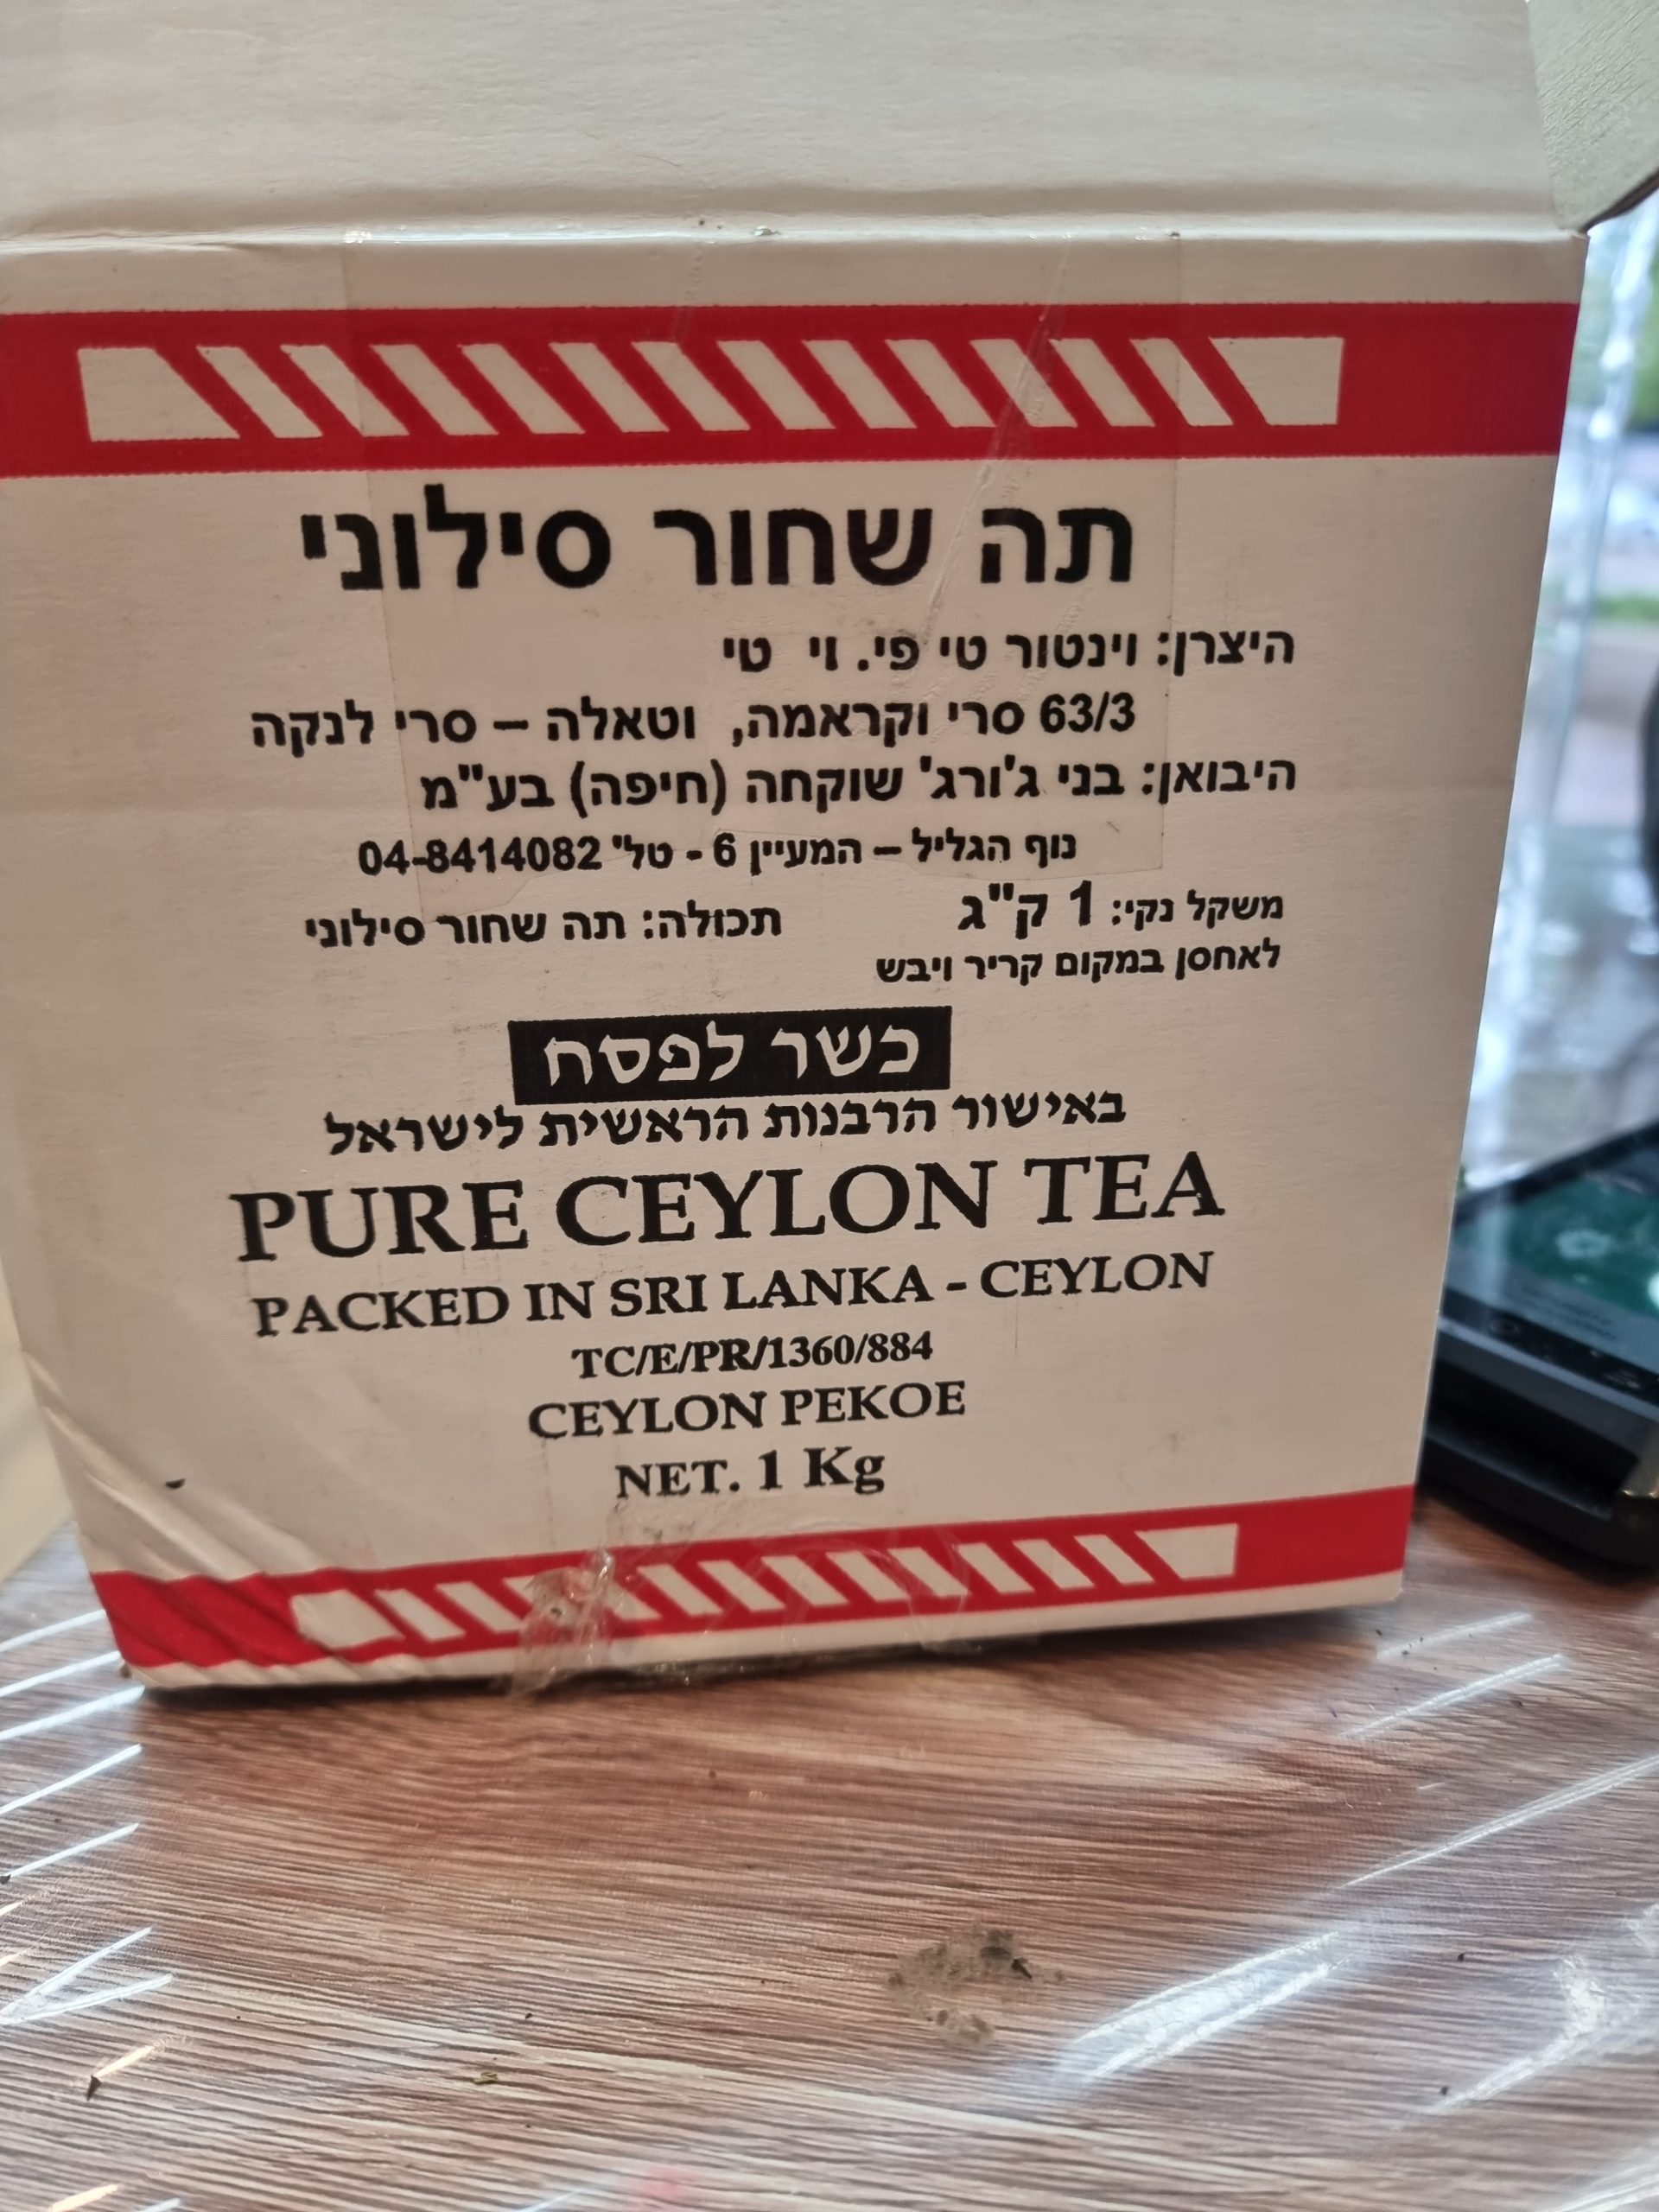 תה שחור סילוני
היצרן: וינטור טי פי. וי טי
63/3 סרי וקראמה, וטאלה – סרי לנקה
היבואן: בני ג'ורג' שוקחה (חיפה) בע"מ
נוף הגליל – המעיין 6 - טל' 04-8414082
משקל נקי: 1 ק"ג תכולה: תה שחור סילוני
לאחסן במקום קריר ויבש
כשר לפסח
באישור הרבנות הראשית לישראל
PURE CEYLON TEA
PACKED IN SRI LANKA - CEYLON
TC/E/PR/1360/884
CEYLON PEKOE
NET. 1 Kg